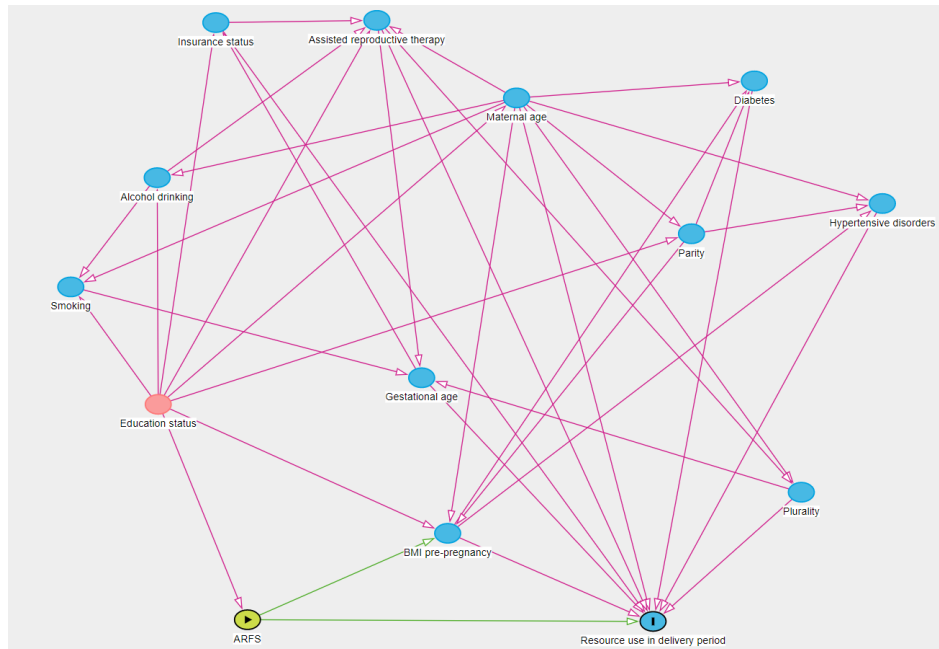 Insurance status
Assisted reproductive therapy
Maternal age
Diabetes
Alcohol drinking
Hypertensive disorders
Parity
Smoking
Gestational age
Education status
Plurality
BMI pre-pregnancy
ARFS
Resource use in delivery period